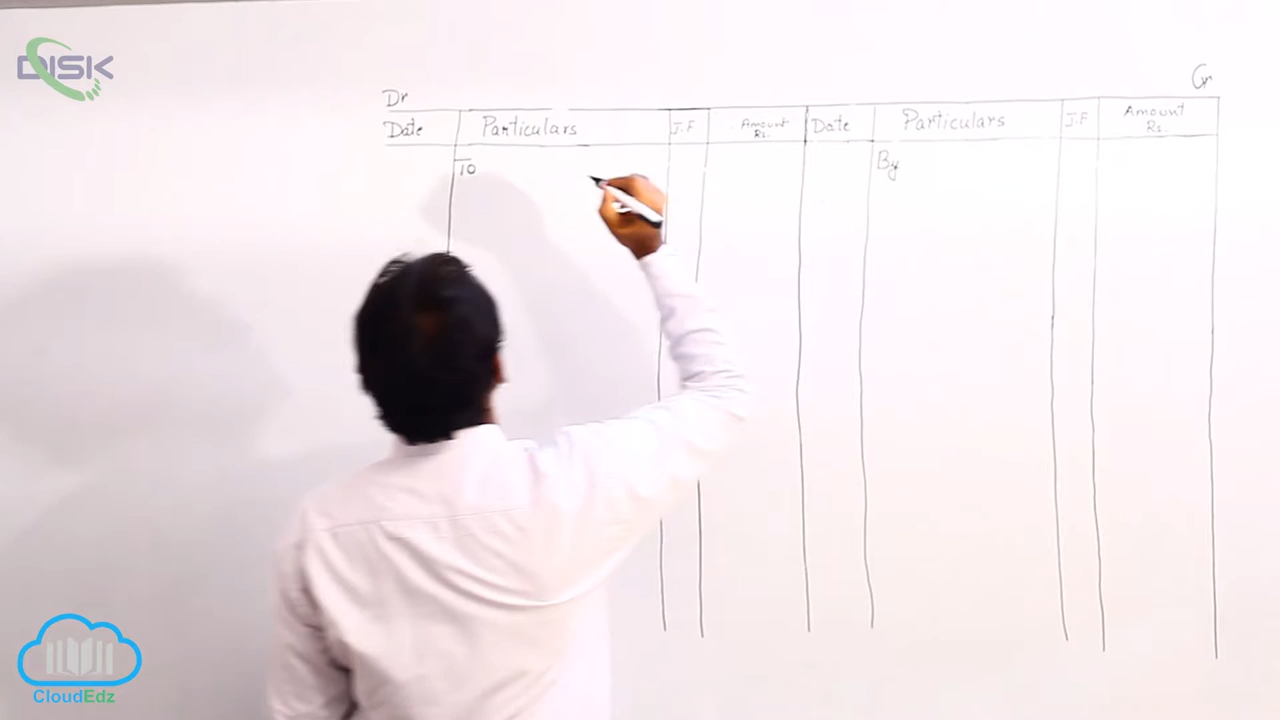 DISK
Dr
Cr
Date Particulars J.F Amount Rs. Date Particulars J.F Amount Rs.
To By
CloudEdz